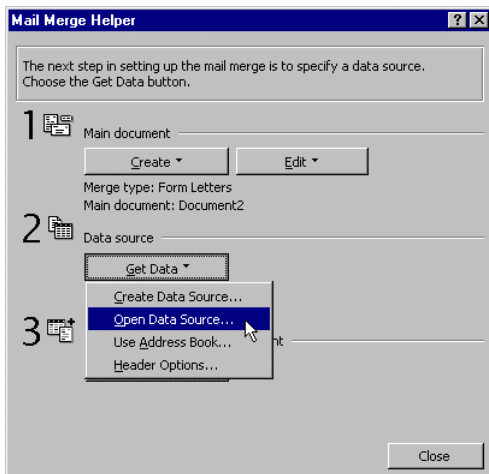 Mail Merge Helper
The next step in setting up the mail merge is to specify a data source.
Choose the Get Data button.
1
Main document
Create
Edit
Merge type: Form Letters
Main document: Document2
2
Data source
Get Data
Create Data Source...
Open Data Source...
3
Use Address Book...
Header Options...
Close